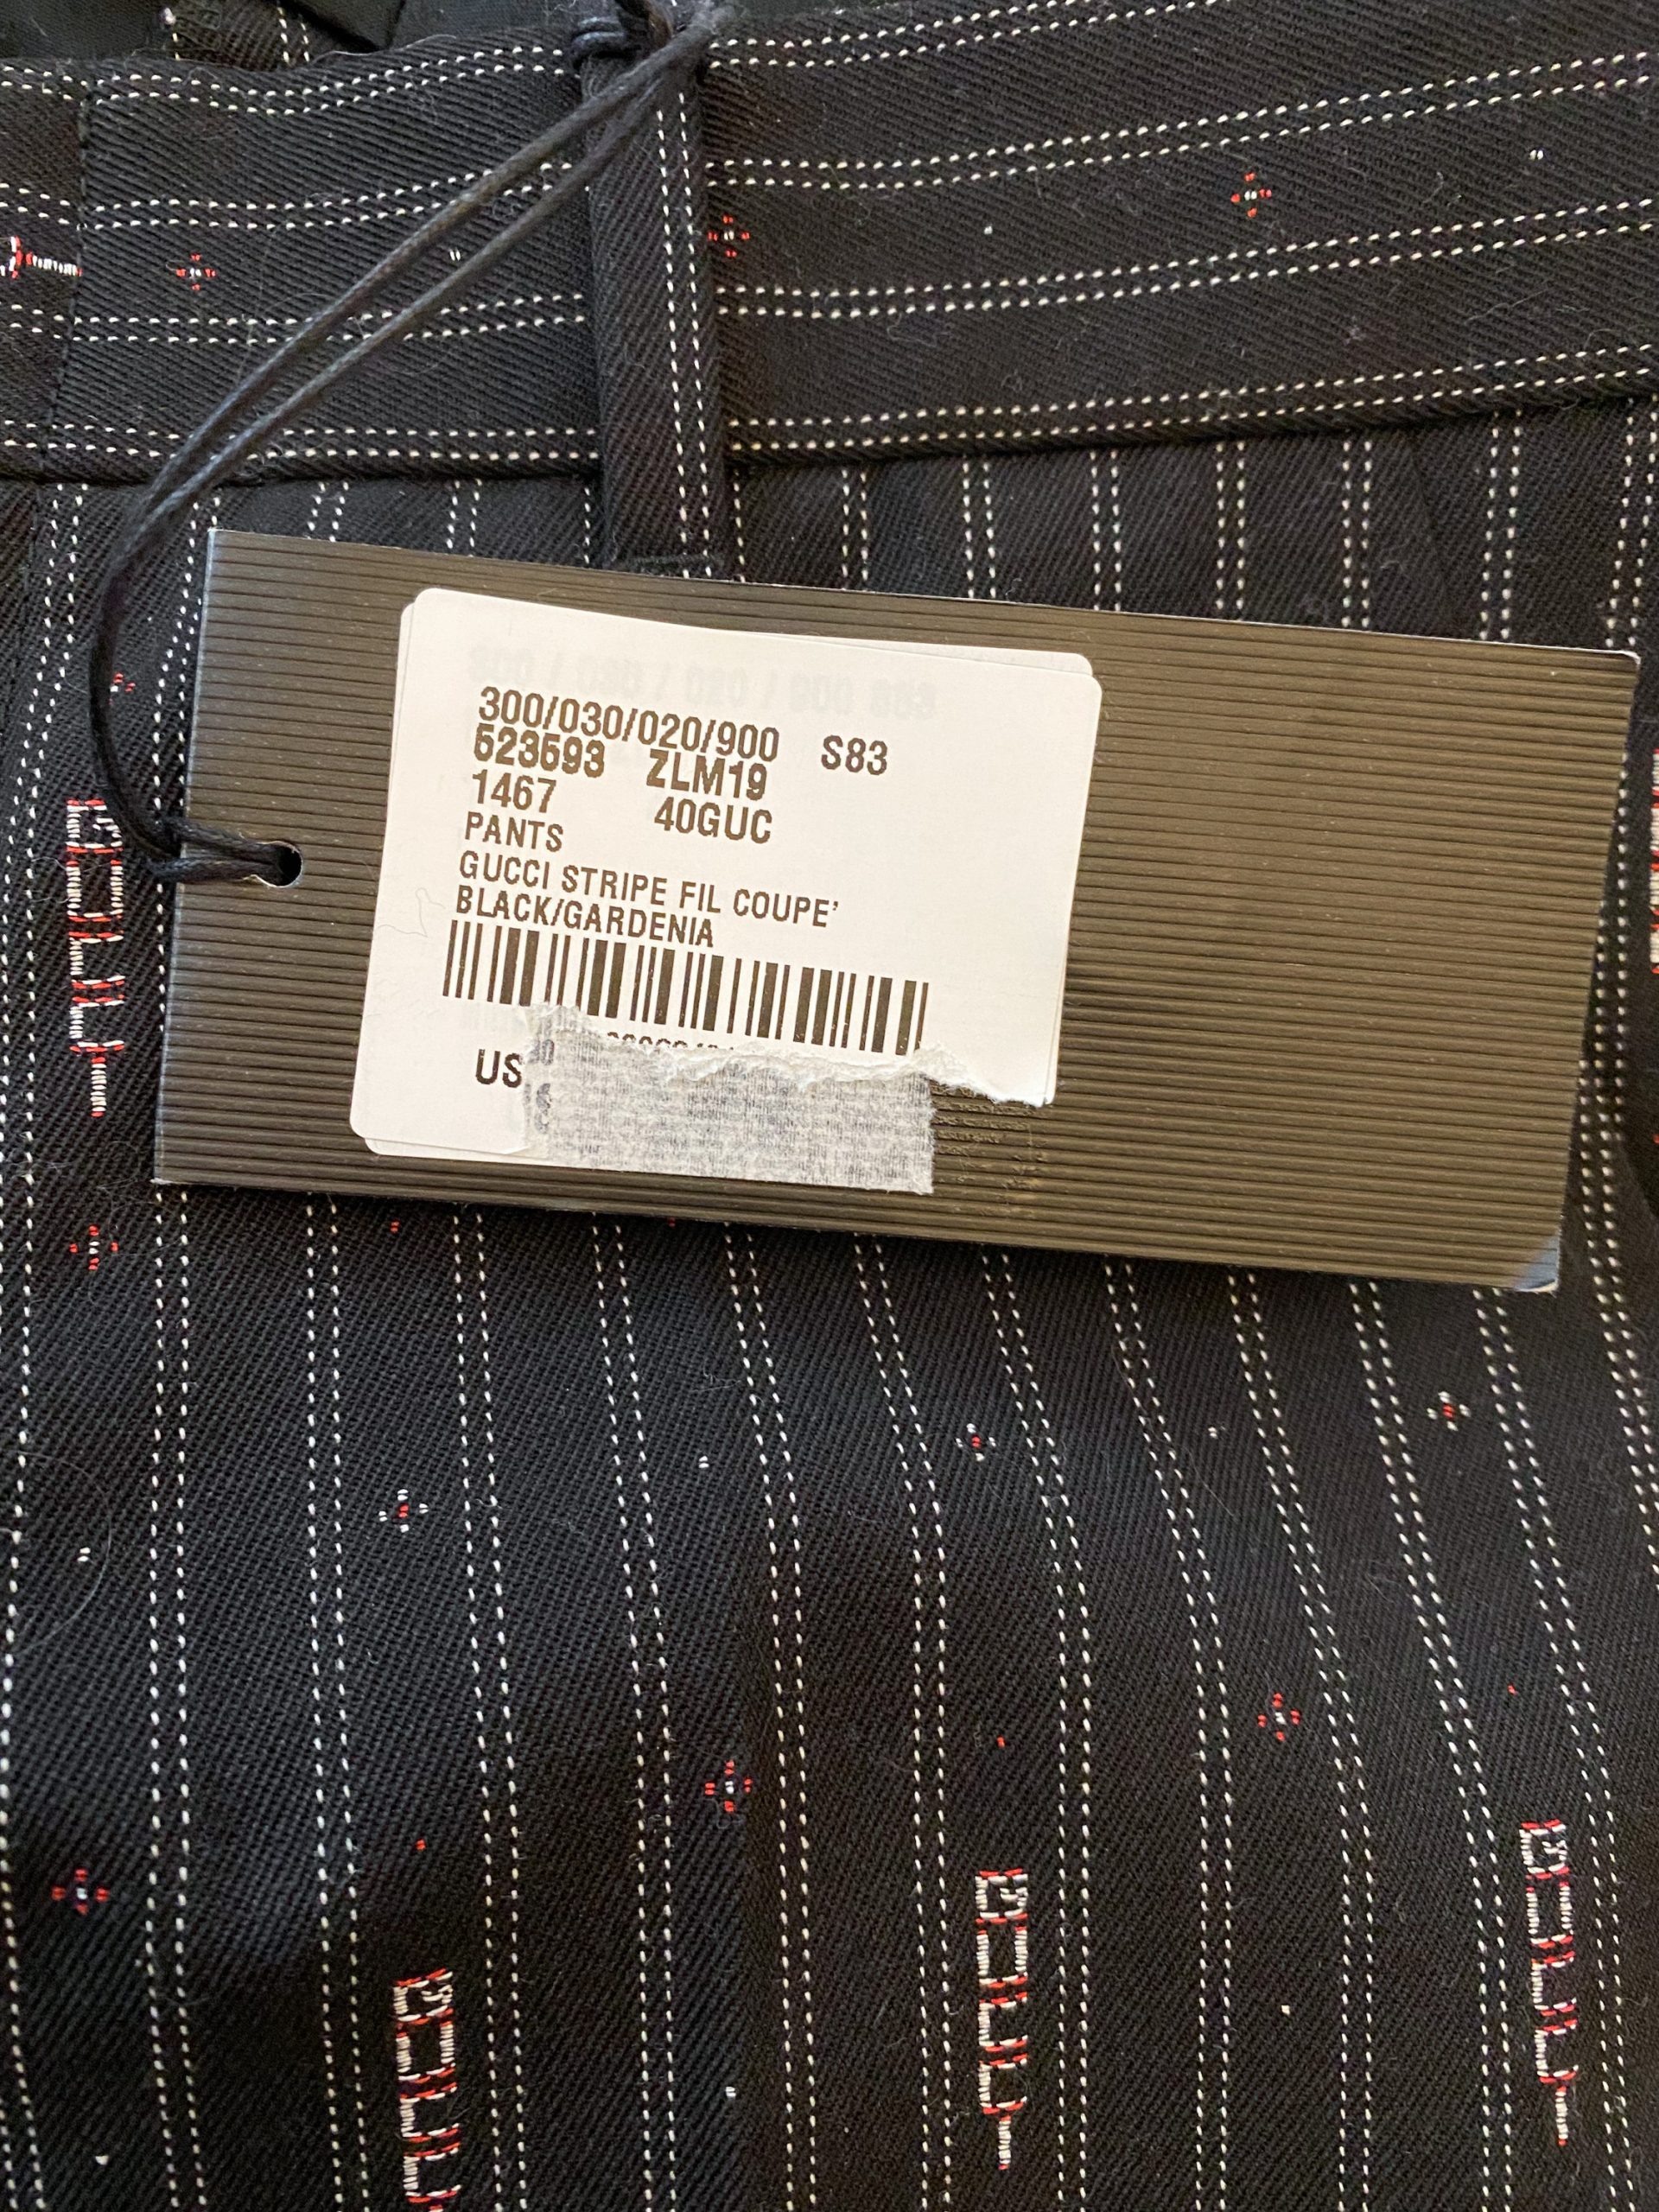 300/030/020/900 S83
523593 ZLM19
1467 40GUC
PANTS
GUCCI STRIPE FIL COUPE'
BLACK/GARDENIA
US